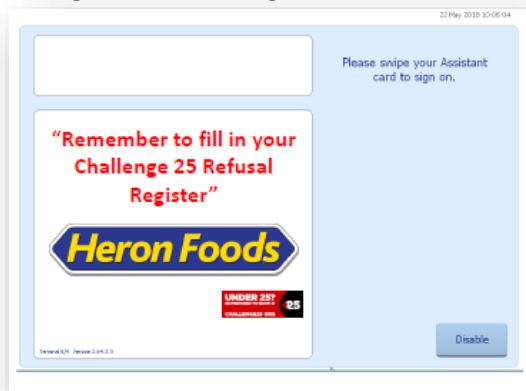 22 May 2018 10:06:04
Please swipe your Assistant
card to sign on.
“Remember to fill in your
Challenge 25 Refusal
Register”
Heron Foods
UNDER 25?
25
Disable